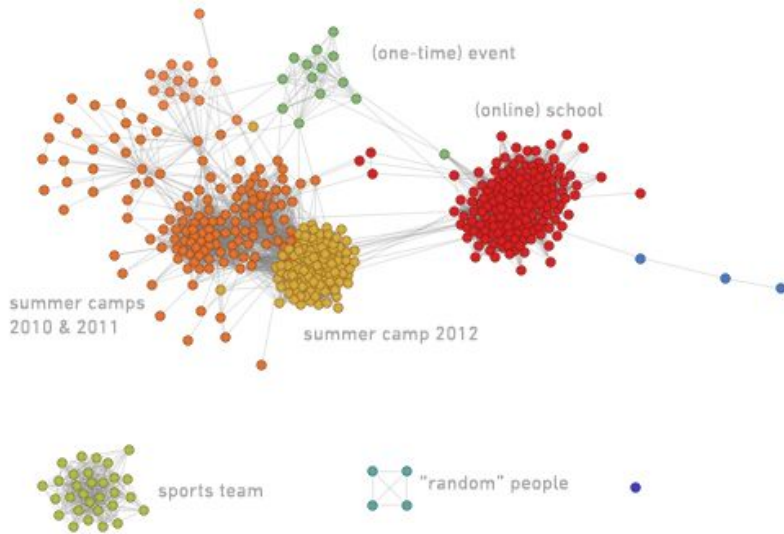 (one-time) event
(online) school
summer camps
2010 & 2011
summer camp 2012
sports team
"random" people